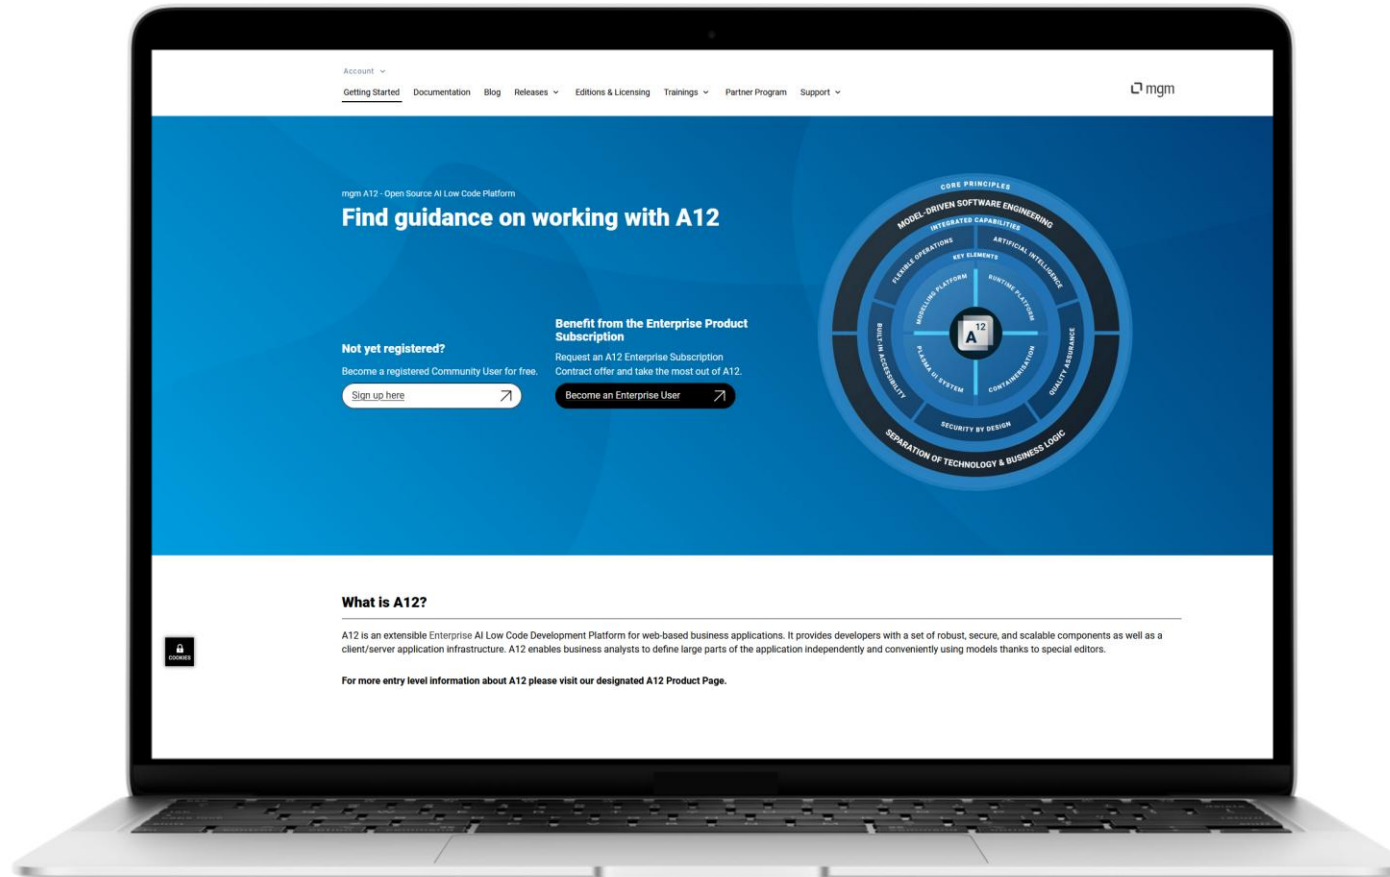 Account
Getting Started Documentation Blog Releases Editions & Licensing Trainings Partner Program Support
mgm
mgm A12 - Open Source AI Low Code Platform
Find guidance on working with A12
Not yet registered?
Become a registered Community User for free.
Sign up here
Benefit from the Enterprise Product
Subscription
Request an A12 Enterprise Subscription
Contract offer and take the most out of A12.
Become an Enterprise User
CORE PRINCIPLES
MODEL-DRIVEN SOFTWARE ENGINEERING
INTEGRATED CAPABILITIES
FLEXIBLE OPERATIONS
ARTIFICIAL INTELLIGENCE
KEY ELEMENTS
MODELLING PLATFORM
RUNTIME PLATFORM
A12
BUILT-IN ACCESSIBILITY
QUALITY ASSURANCE
PLASMA UI SYSTEM
CONTAINERISATION
SECURITY BY DESIGN
SEPARATION OF TECHNOLOGY & BUSINESS LOGIC
What is A12?
A12 is an extensible Enterprise AI Low Code Development Platform for web-based business applications. It provides developers with a set of robust, secure, and scalable components as well as a
client/server application infrastructure. A12 enables business analysts to define large parts of the application independently and conveniently using models thanks to special editors.
For more entry level information about A12 please visit our designated A12 Product Page.
COOKIES